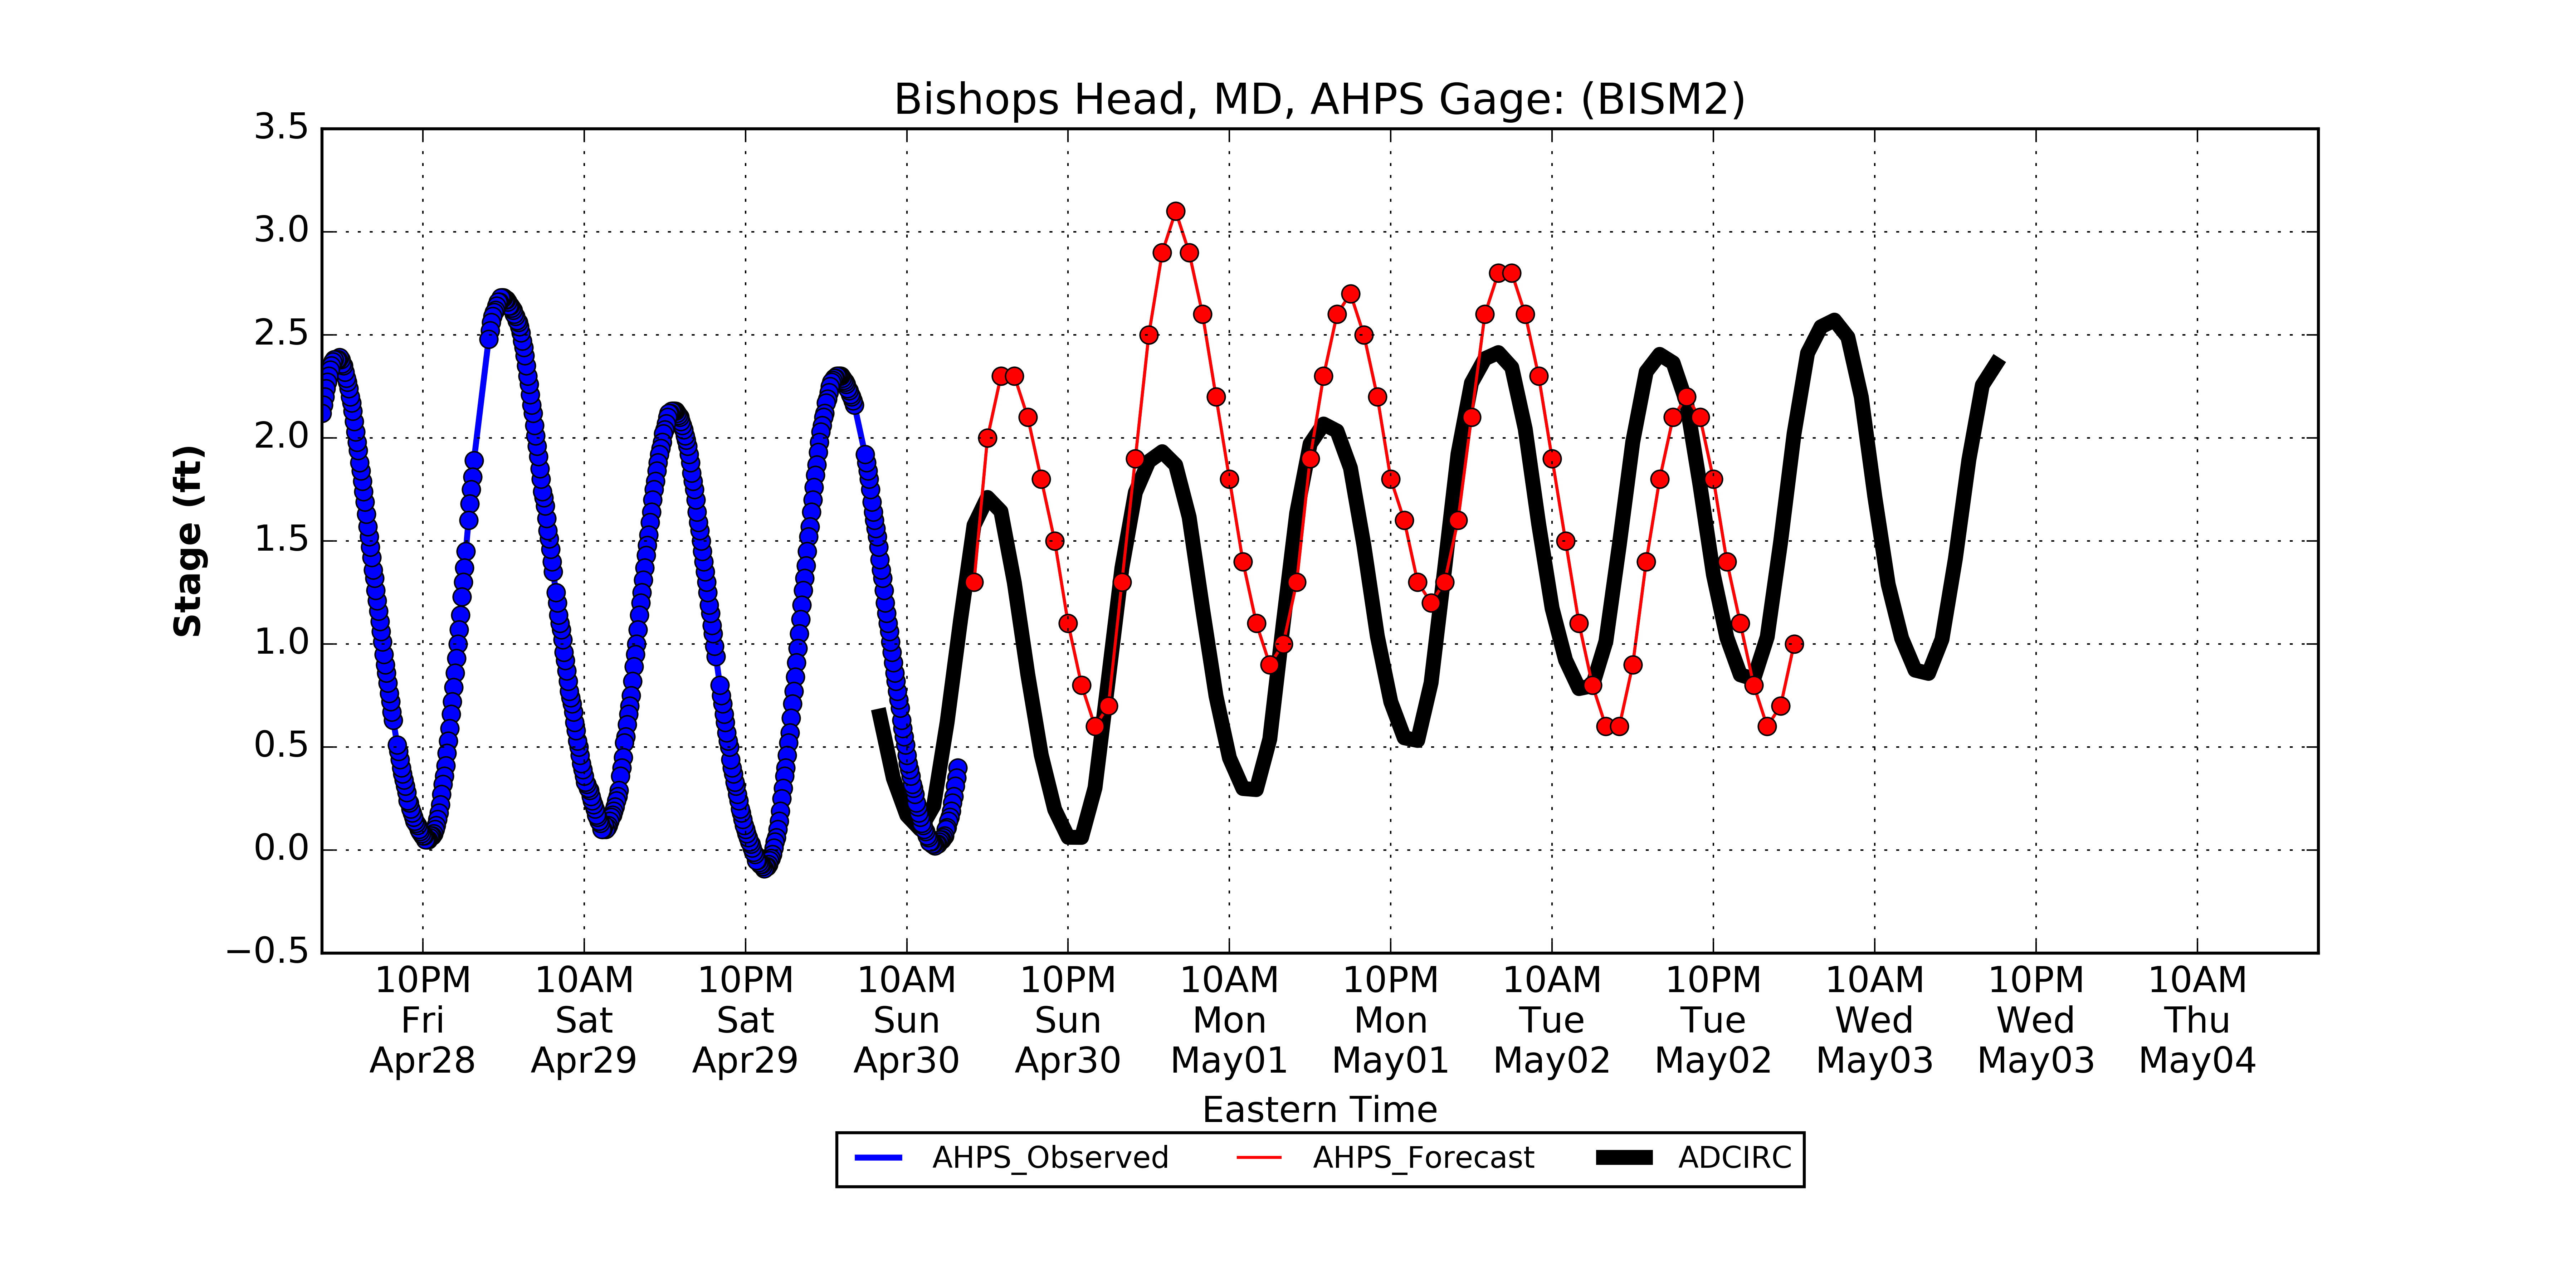 Bishops Head, MD, AHPS Gage: (BISM2)
3.5
3.0
2.5
2.0
1.5
1.0
0.5
0.0
−0.5
Stage (ft)
10PM 10AM 10PM 10AM 10PM 10AM 10PM 10AM 10PM 10AM 10PM 10AM
Fri Sat Sat Sun Sun Mon Mon Tue Tue Wed Wed Thu
Apr28 Apr29 Apr29 Apr30 Apr30 May01 May01 May02 May02 May03 May03 May04
Eastern Time
AHPS_Observed AHPS_Forecast ADCIRC